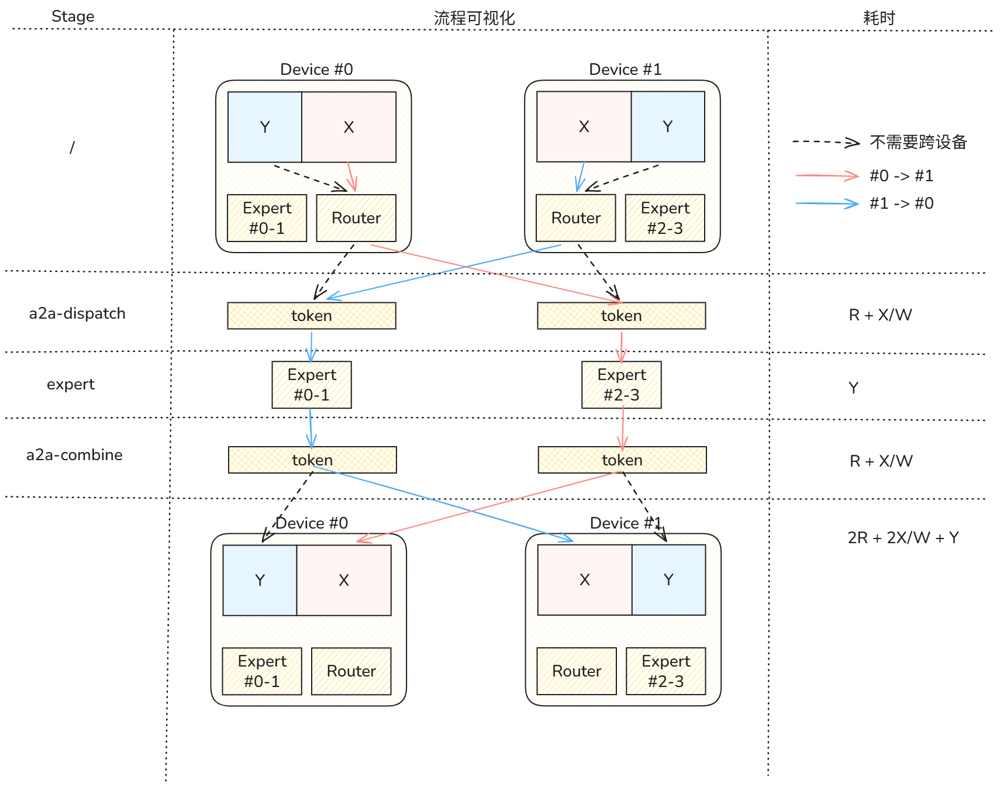 Stage
流程可视化
耗时
Device #0
Device #1
Y
X
X
Y
/
不需要跨设备
#0 -> #1
#1 -> #0
Expert
#0-1
Router
Router
Expert
#2-3
a2a-dispatch
token
token
R + X/W
expert
Expert
#0-1
Expert
#2-3
Y
a2a-combine
token
token
R + X/W
Device #0
Device #1
2R + 2X/W + Y
Y
X
X
Y
Expert
#0-1
Router
Router
Expert
#2-3